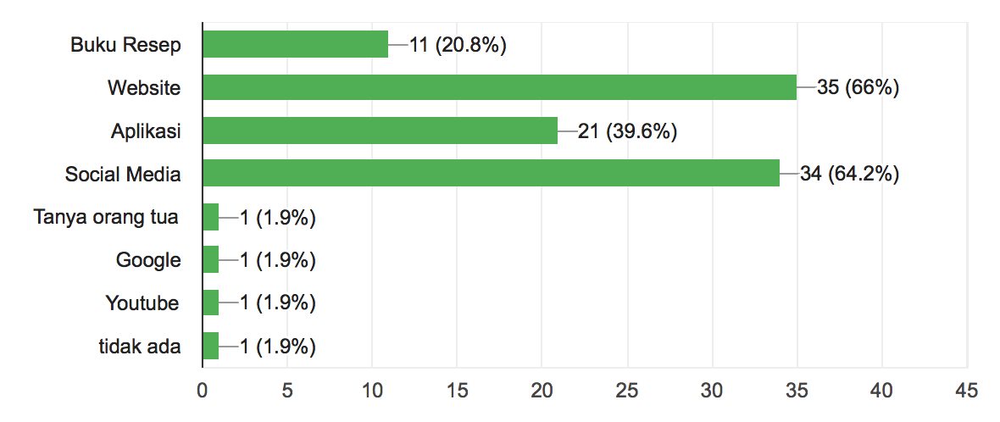 Buku Resep 11 (20.8%)
Website 35 (66%)
Aplikasi 21 (39.6%)
Social Media 34 (64.2%)
Tanya orang tua 1 (1.9%)
Google 1 (1.9%)
Youtube 1 (1.9%)
tidak ada 1 (1.9%)
0 5 10 15 20 25 30 35 40 45